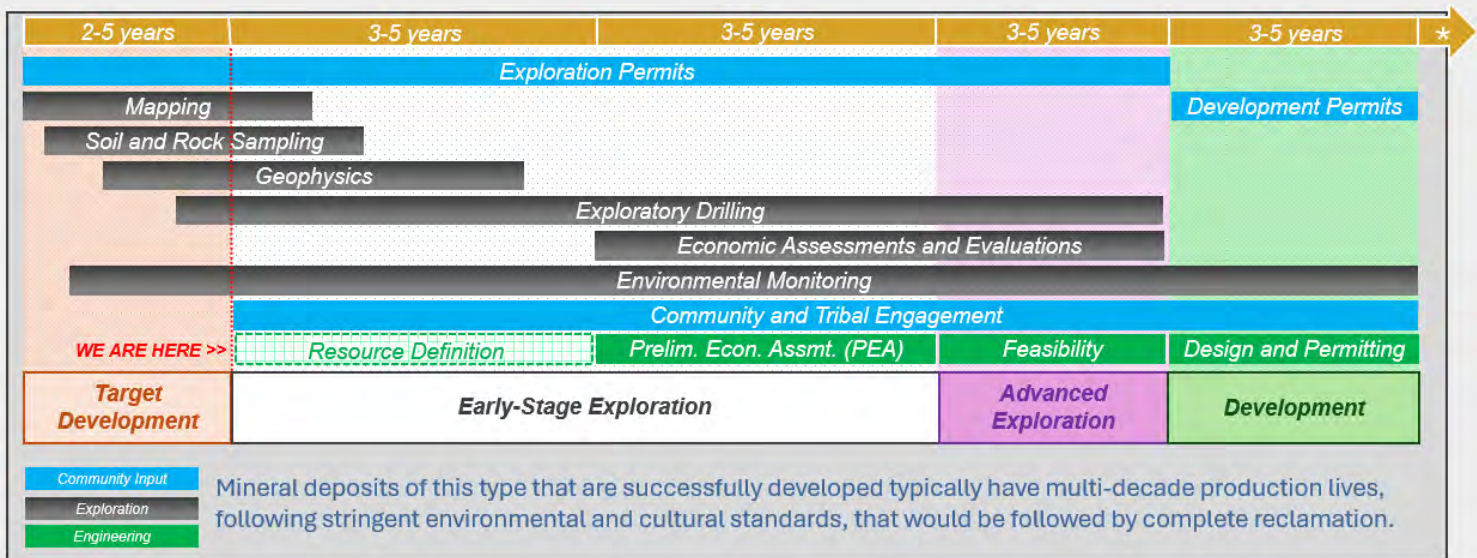 2-5 years 3-5 years 3-5 years 3-5 years 3-5 years *
Exploration Permits
Mapping Development Permits
Soil and Rock Sampling
Geophysics
Exploratory Drilling
Economic Assessments and Evaluations
Environmental Monitoring
Community and Tribal Engagement
WE ARE HERE >> Resource Definition Prelim. Econ. Assmt. (PEA) Feasibility Design and Permitting
Target
Development
Early-Stage Exploration
Advanced
Exploration
Development
Community Input
Exploration
Engineering
Mineral deposits of this type that are successfully developed typically have multi-decade production lives,
following stringent environmental and cultural standards, that would be followed by complete reclamation.